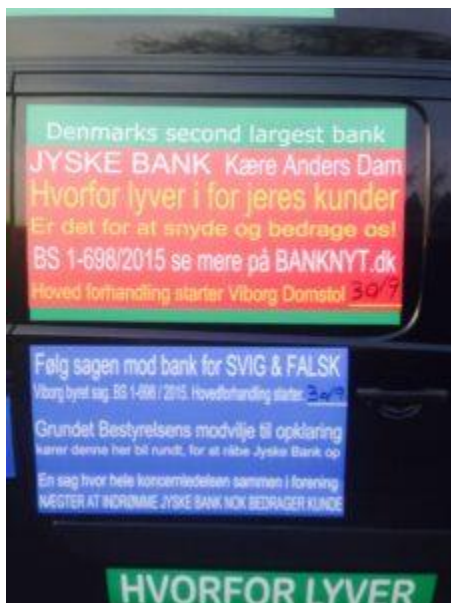 Denmarks second largest bank
JYSKE BANK Kære Anders Dam
Hvorfor lyver i for jeres kunder
Er det for at snyde og bedrage os!
BS 1-698/2015 se mere på BANKNYT.dk
Hoved forhandling starter Viborg Domstol 30/9
Følg sagen mod bank for SVIG & FALSK
Viborg byret sag. BS 1-698 / 2015. Hovedforhandling starter. 30/9
Grundet Bestyrelsens modvilje til opklaring
kører denne her bil rundt, for at råbe Jyske Bank op
En sag hvor hele koncernledelsen sammen i forening
NÆGTER AT INDRØMME JYSKE BANK NOK BEDRAGER KUNDE
HVORFOR LYVER